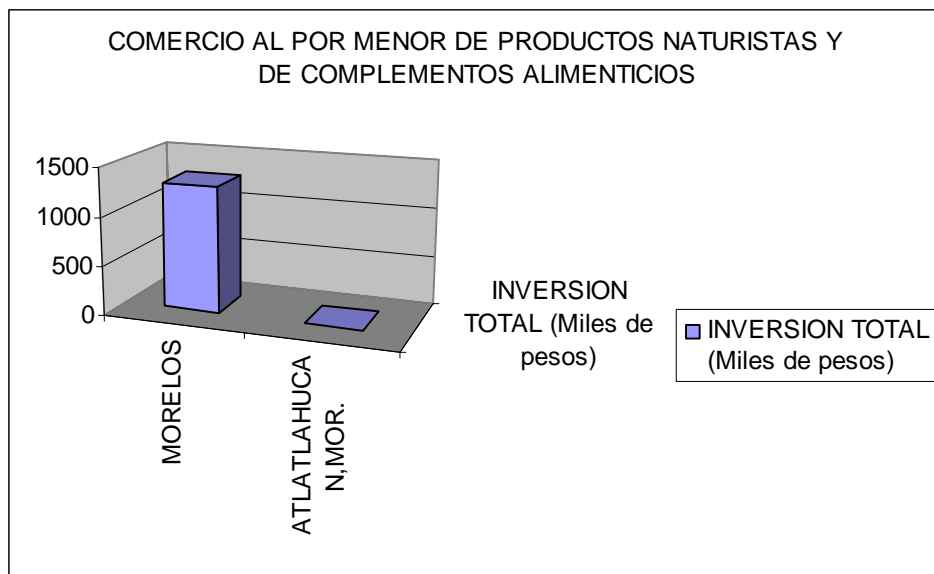 COMERCIO AL POR MENOR DE PRODUCTOS NATURISTAS Y
DE COMPLEMENTOS ALIMENTICIOS
1500
1000
500
0
MORELOS
ATLATLAHUCA
N,MOR.
INVERSION
TOTAL (Miles de
pesos)
INVERSION TOTAL
(Miles de pesos)